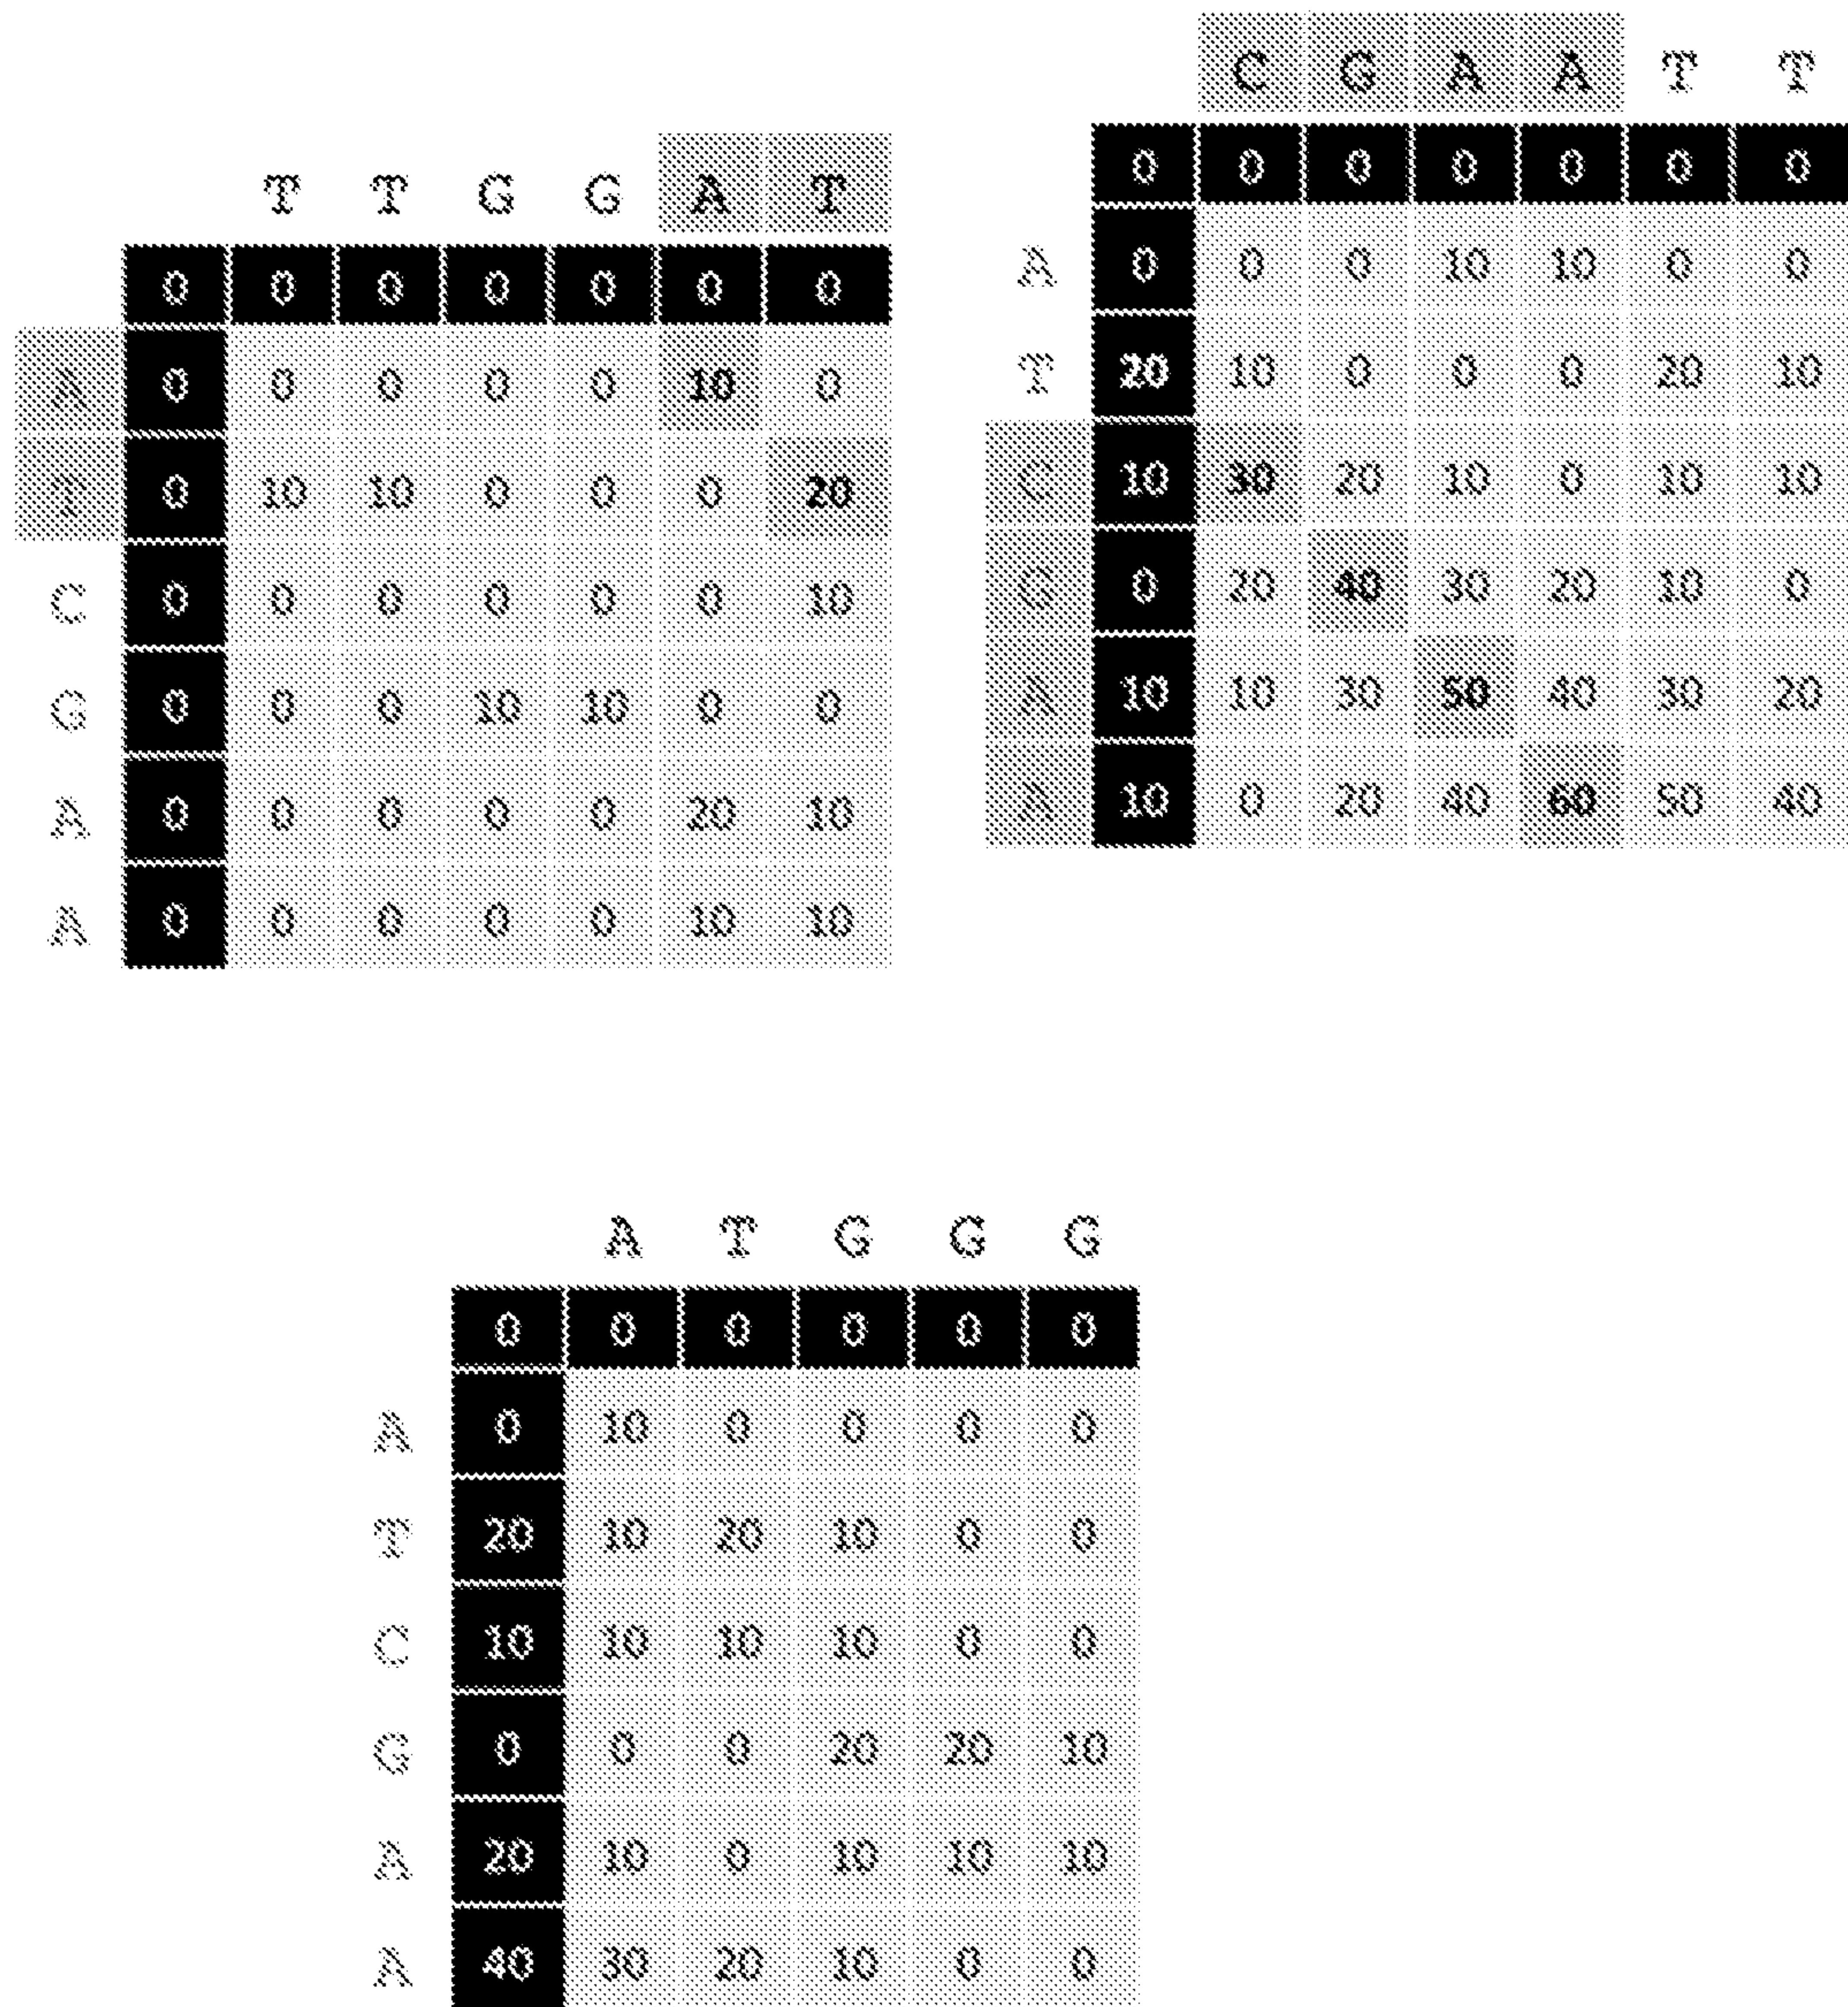 T T G G A T
0 0 0 0 0 0 0
A 0 0 0 0 0 10 0
T 0 10 10 0 0 0 20
C 0 0 0 0 0 0 10
G 0 0 0 10 10 0 0
A 0 0 0 0 0 20 10
A 0 0 0 0 0 10 10
C G A A T T
0 0 0 0 0 0 0
A 0 0 0 10 10 0 0
T 20 10 0 0 0 20 10
C 10 30 20 10 0 10 10
G 0 20 40 30 20 10 0
A 10 10 30 50 40 30 20
A 10 0 20 40 60 50 40
A T G G G
0 0 0 0 0 0
A 0 10 0 0 0 0
T 20 10 20 10 0 0
C 10 10 10 10 0 0
G 0 0 0 20 20 10
A 20 10 0 10 10 10
A 40 30 20 10 0 0